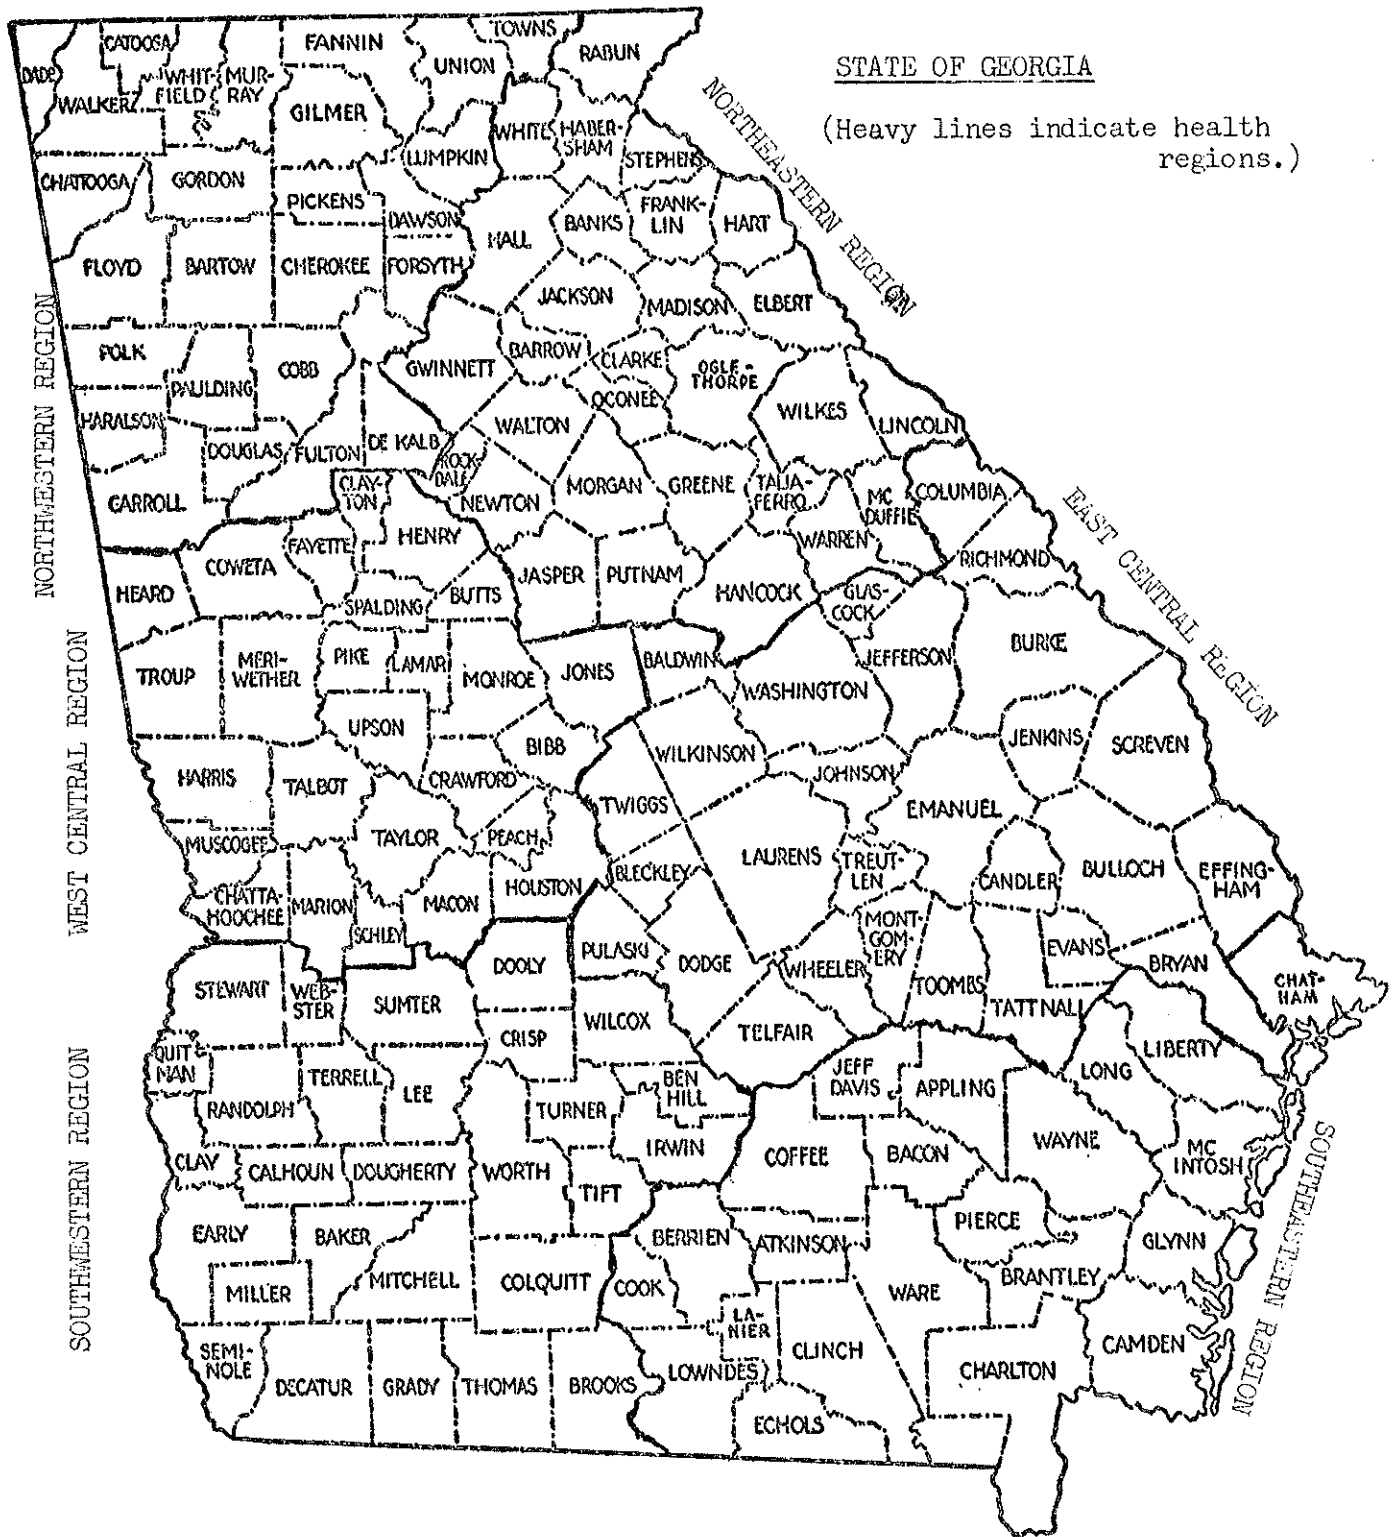 STATE OF GEORGIA
(Heavy lines indicate health
regions.)
NORTHEASTERN REGION
NORTHWESTERN REGION
EAST CENTRAL REGION
WEST CENTRAL REGION
SOUTHWESTERN REGION
SOUTHEASTERN REGION
DADE
CATOOSA
WALKER
WHIT-
FIELD
MUR-
RAY
FANNIN
GILMER
UNION
TOWNS
RABUN
LUMPKIN
WHITE
HABER-
SHAM
STEPHENS
CHATTOOGA
GORDON
PICKENS
DAWSON
HALL
BANKS
FRANK-
LIN
HART
FLOYD
BARTOW
CHEROKEE
FORSYTH
JACKSON
MADISON
ELBERT
POLK
PAULDING
COBB
GWINNETT
BARROW
CLARKE
OCONEE
OGLE-
THORPE
WILKES
LINCOLN
HARALSON
DOUGLAS
FULTON
DE KALB
ROCK-
DALE
WALTON
CARROLL
CLAY-
TON
HENRY
NEWTON
MORGAN
GREENE
TALIA-
FERRO
MC
DUFFIE
COLUMBIA
HEARD
COWETA
FAYETTE
SPALDING
BUTTS
JASPER
PUTNAM
HANCOCK
WARREN
GLAS-
COCK
RICHMOND
TROUP
MERI-
WETHER
PIKE
LAMAR
MONROE
JONES
BALDWIN
WASHINGTON
JEFFERSON
BURKE
UPSON
BIBB
WILKINSON
JENKINS
SCREVEN
HARRIS
TALBOT
CRAWFORD
TWIGGS
JOHNSON
EMANUEL
MUSCOGEE
TAYLOR
PEACH
LAURENS
TREUT-
LEN
CANDLER
BULLOCH
EFFING-
HAM
CHATTA-
HOOCHEE
MARION
SCHLEY
MACON
HOUSTON
BLECKLEY
PULASKI
DODGE
WHEELER
MONT-
GOM-
ERY
TOOMBS
TATTNALL
EVANS
BRYAN
CHAT-
HAM
STEWART
WEB-
STER
SUMTER
DOOLY
CRISP
WILCOX
TELFAIR
LIBERTY
QUIT
MAN
RANDOLPH
TERRELL
LEE
TURNER
BEN
HILL
JEFF
DAVIS
APPLING
LONG
CLAY
CALHOUN
DOUGHERTY
WORTH
TIFT
IRWIN
COFFEE
BACON
WAYNE
MC
INTOSH
EARLY
BAKER
MILLER
MITCHELL
COLQUITT
COOK
BERRIEN
ATKINSON
WARE
PIERCE
BRANTLEY
GLYNN
SEMI-
NOLE
DECATUR
GRADY
THOMAS
BROOKS
LOWNDES
LA-
NIER
CLINCH
ECHOLS
CHARLTON
CAMDEN